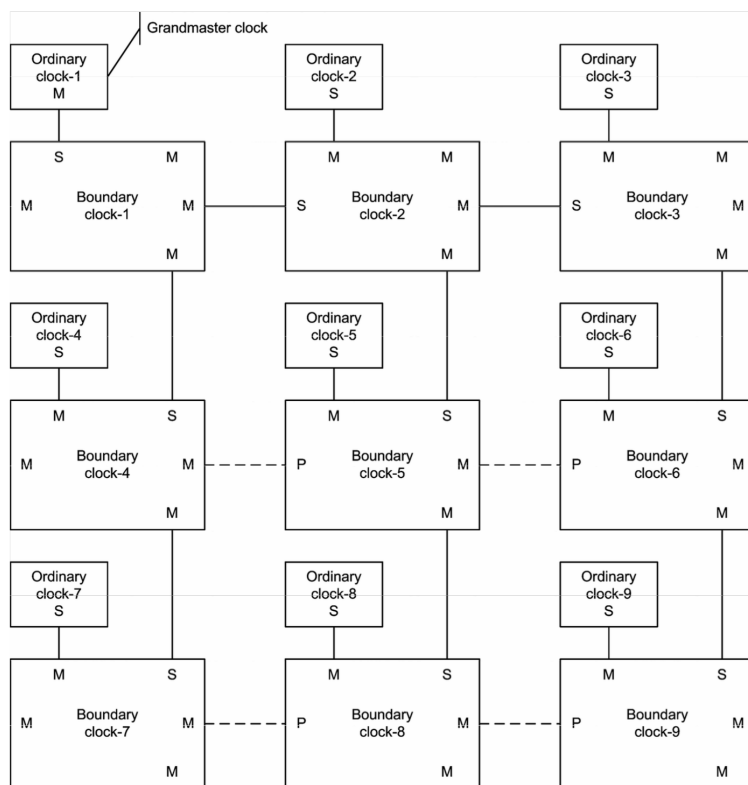 Grandmaster clock
Ordinary
clock-1
M
Ordinary
clock-2
S
Ordinary
clock-3
S
S
M
M
Boundary
clock-1
M
M
M
M
S
Boundary
clock-2
M
M
M
M
S
Boundary
clock-3
M
M
Ordinary
clock-4
S
Ordinary
clock-5
S
Ordinary
clock-6
S
M
S
M
Boundary
clock-4
M
M
M
S
P
Boundary
clock-5
M
M
M
S
P
Boundary
clock-6
M
M
Ordinary
clock-7
S
Ordinary
clock-8
S
Ordinary
clock-9
S
M
S
M
Boundary
clock-7
M
M
M
S
P
Boundary
clock-8
M
M
M
S
P
Boundary
clock-9
M
M